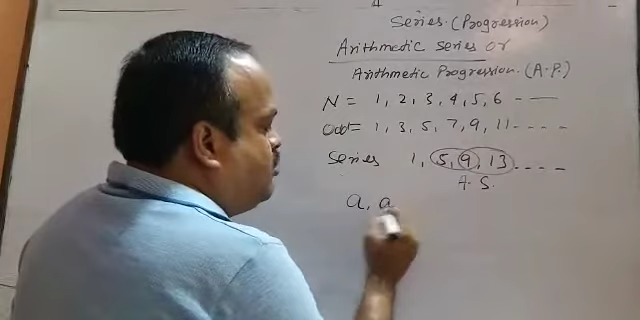 Series. (Progression)
Arithmetic series or
Arithmetic Progression. (A.P.)
N = 1, 2, 3, 4, 5, 6 - —
Odd = 1, 3, 5, 7, 9, 11 - - - -
Series 1, 5, 9, 13 - - - -
A. S.
a, a